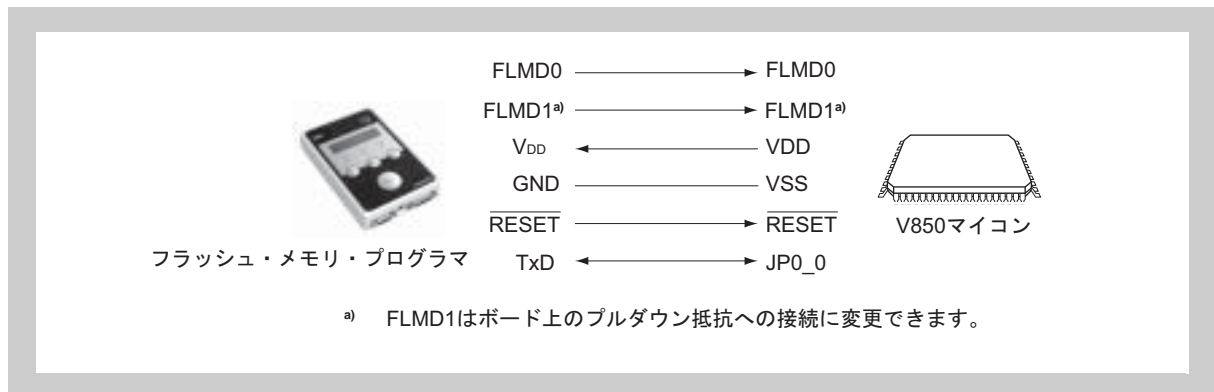 FLMD0 FLMD0
FLMD1a) FLMD1a)
VDD VDD
GND VSS
RESET RESET
V850マイコン
フラッシュ・メモリ・プログラマ
TxD JP0_0
a) FLMD1はボード上のプルダウン抵抗への接続に変更できます。